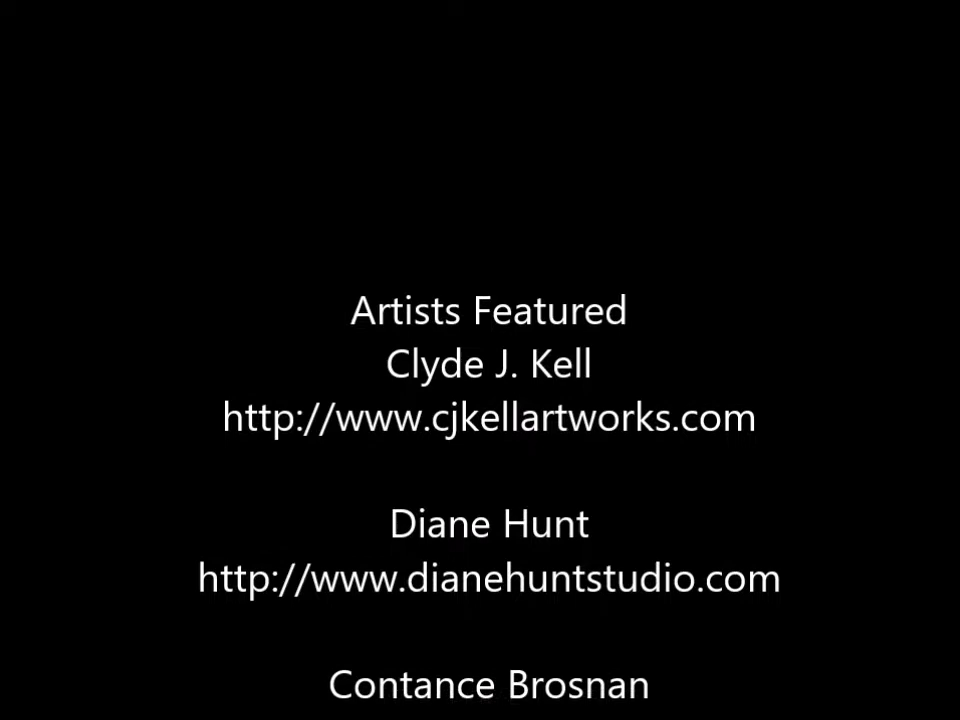 Artists Featured
Clyde J. Kell
http://www.cjkellartworks.com
Diane Hunt
http://www.dianehuntstudio.com
Contance Brosnan